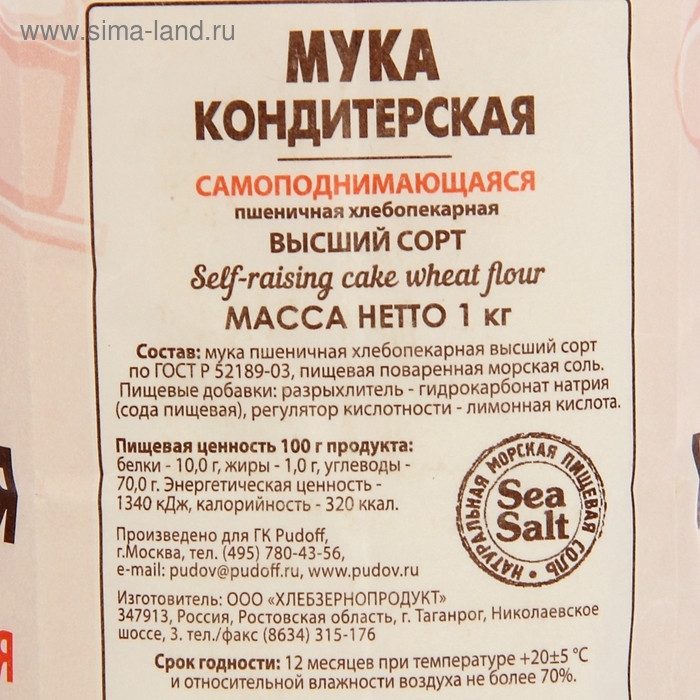 www.sima-land.ru
МУКА
КОНДИТЕРСКАЯ
САМОПОДНИМАЮЩАЯСЯ
пшеничная хлебопекарная
ВЫСШИЙ СОРТ
Self-raising cake wheat flour
МАССА НЕТТО 1 кг
Состав: мука пшеничная хлебопекарная высший сорт
по ГОСТ Р 52189-03, пищевая поваренная морская соль.
Пищевые добавки: разрыхлитель - гидрокарбонат натрия
(сода пищевая), регулятор кислотности - лимонная кислота.
Пищевая ценность 100 г продукта:
белки - 10,0 г, жиры - 1,0 г, углеводы -
70,0 г. Энергетическая ценность -
1340 кДж, калорийность - 320 ккал.
НАТУРАЛЬНАЯ МОРСКАЯ ПИЩЕВАЯ СОЛЬ
Sea
Salt
Произведено для ГК Pudoff,
г.Москва, тел. (495) 780-43-56,
e-mail: pudov@pudoff.ru, www.pudov.ru
Изготовитель: ООО «ХЛЕБЗЕРНОПРОДУКТ»
347913, Россия, Ростовская область, г. Таганрог, Николаевское
шоссе, 3. тел./факс (8634) 315-176
Срок годности: 12 месяцев при температуре +20±5 °С
и относительной влажности воздуха не более 70%.